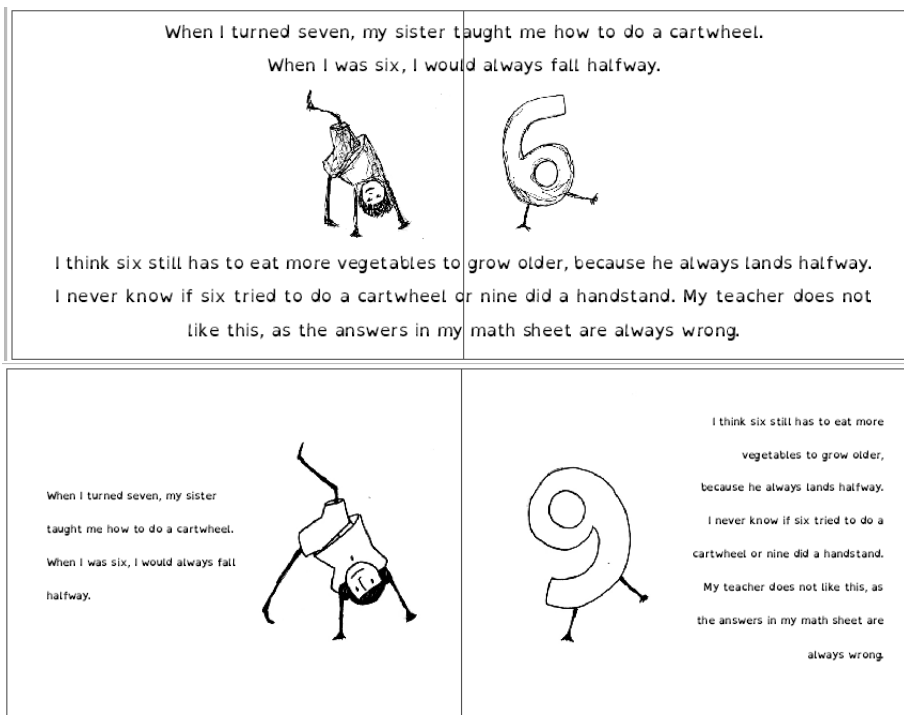 When I turned seven, my sister taught me how to do a cartwheel.
When I was six, I would always fall halfway.
6
I think six still has to eat more vegetables to grow older, because he always lands halfway.
I never know if six tried to do a cartwheel or nine did a handstand. My teacher does not
like this, as the answers in my math sheet are always wrong.
When I turned seven, my sister
taught me how to do a cartwheel.
When I was six, I would always fall
halfway.
9
I think six still has to eat more
vegetables to grow older,
because he always lands halfway.
I never know if six tried to do a
cartwheel or nine did a handstand.
My teacher does not like this, as
the answers in my math sheet are
always wrong.